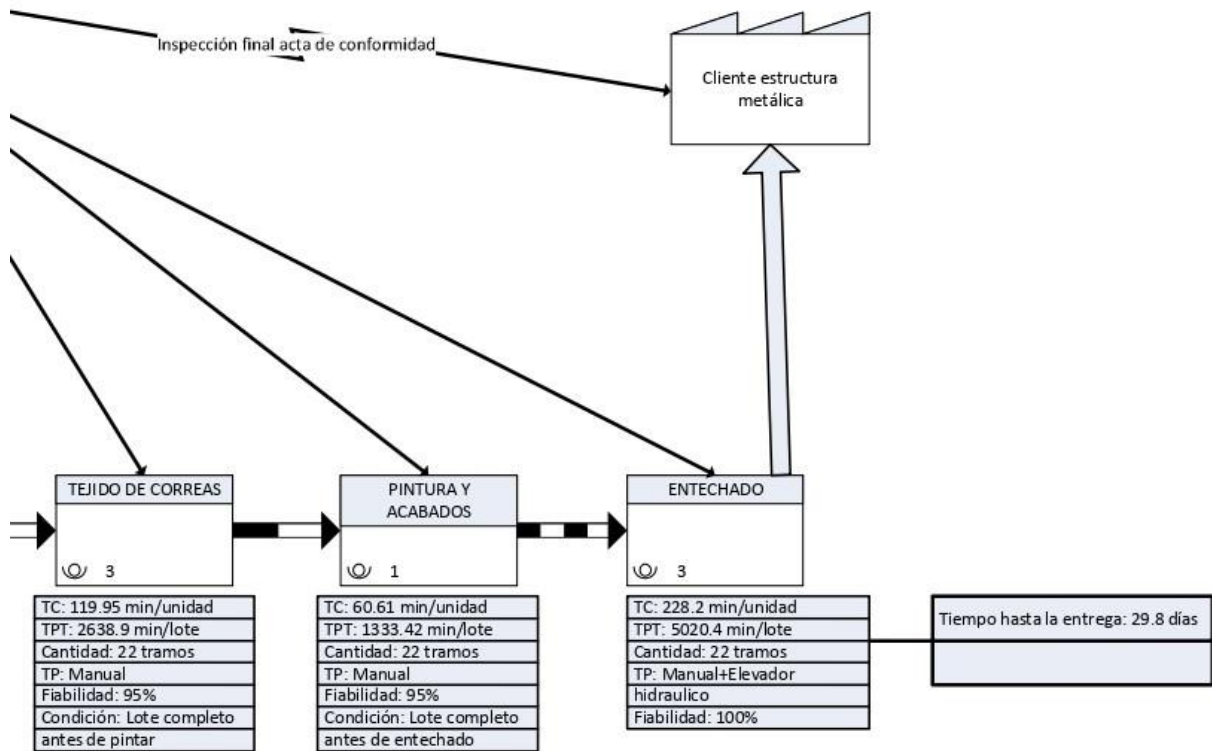 Inspección final acta de conformidad
Cliente estructura
metálica
TEJIDO DE CORREAS
3
TC: 119.95 min/unidad
TPT: 2638.9 min/lote
Cantidad: 22 tramos
TP: Manual
Fiabilidad: 95%
Condición: Lote completo
antes de pintar
PINTURA Y
ACABADOS
1
TC: 60.61 min/unidad
TPT: 1333.42 min/lote
Cantidad: 22 tramos
TP: Manual
Fiabilidad: 95%
Condición: Lote completo
antes de entechado
ENTECHADO
3
TC: 228.2 min/unidad
TPT: 5020.4 min/lote
Cantidad: 22 tramos
TP: Manual+Elevador
hidraulico
Fiabilidad: 100%
Tiempo hasta la entrega: 29.8 días